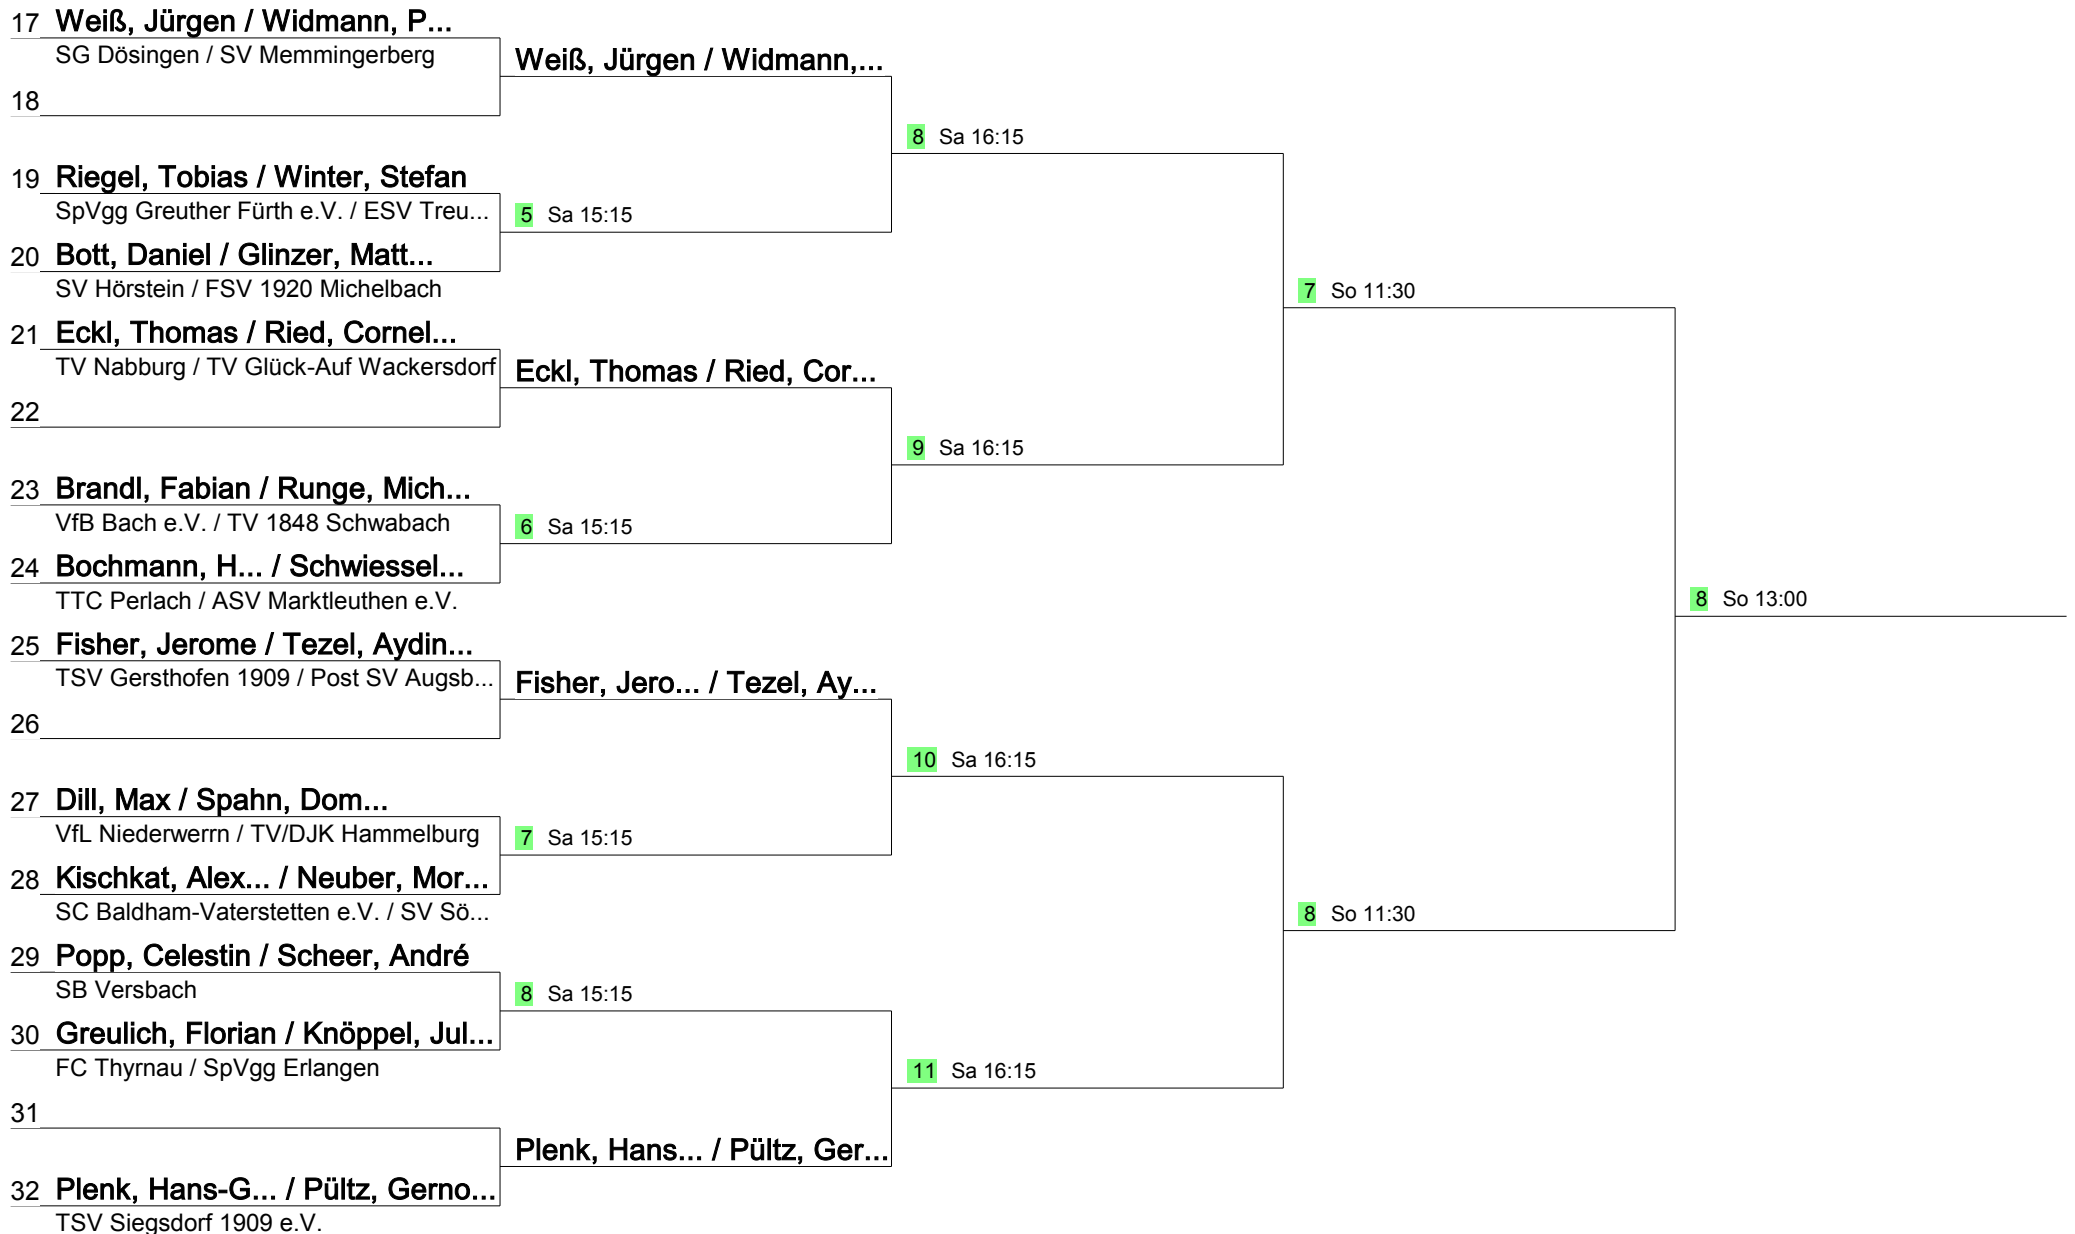 17 Weiß, Jürgen / Widmann, P...
SG Dösingen / SV Memmingerberg
Weiß, Jürgen / Widmann,...
18
8 Sa 16:15
19 Riegel, Tobias / Winter, Stefan
SpVgg Greuther Fürth e.V. / ESV Treu...
5 Sa 15:15
20 Bott, Daniel / Glinzer, Matt...
SV Hörstein / FSV 1920 Michelbach
7 So 11:30
21 Eckl, Thomas / Ried, Cornel...
TV Nabburg / TV Glück-Auf Wackersdorf
Eckl, Thomas / Ried, Cor...
22
9 Sa 16:15
23 Brandl, Fabian / Runge, Mich...
VfB Bach e.V. / TV 1848 Schwabach
6 Sa 15:15
24 Bochmann, H... / Schwiessel...
TTC Perlach / ASV Marktleuthen e.V.
8 So 13:00
25 Fisher, Jerome / Tezel, Aydin...
TSV Gersthofen 1909 / Post SV Augsb...
Fisher, Jero... / Tezel, Ay...
26
10 Sa 16:15
27 Dill, Max / Spahn, Dom...
VfL Niederwerrn / TV/DJK Hammelburg
7 Sa 15:15
28 Kischkat, Alex... / Neuber, Mor...
SC Baldham-Vaterstetten e.V. / SV Sö...
8 So 11:30
29 Popp, Celestin / Scheer, André
SB Versbach
8 Sa 15:15
30 Greulich, Florian / Knöppel, Jul...
FC Thyrnau / SpVgg Erlangen
11 Sa 16:15
31
Plenk, Hans... / Pültz, Ger...
32 Plenk, Hans-G... / Pültz, Gerno...
TSV Siegsdorf 1909 e.V.